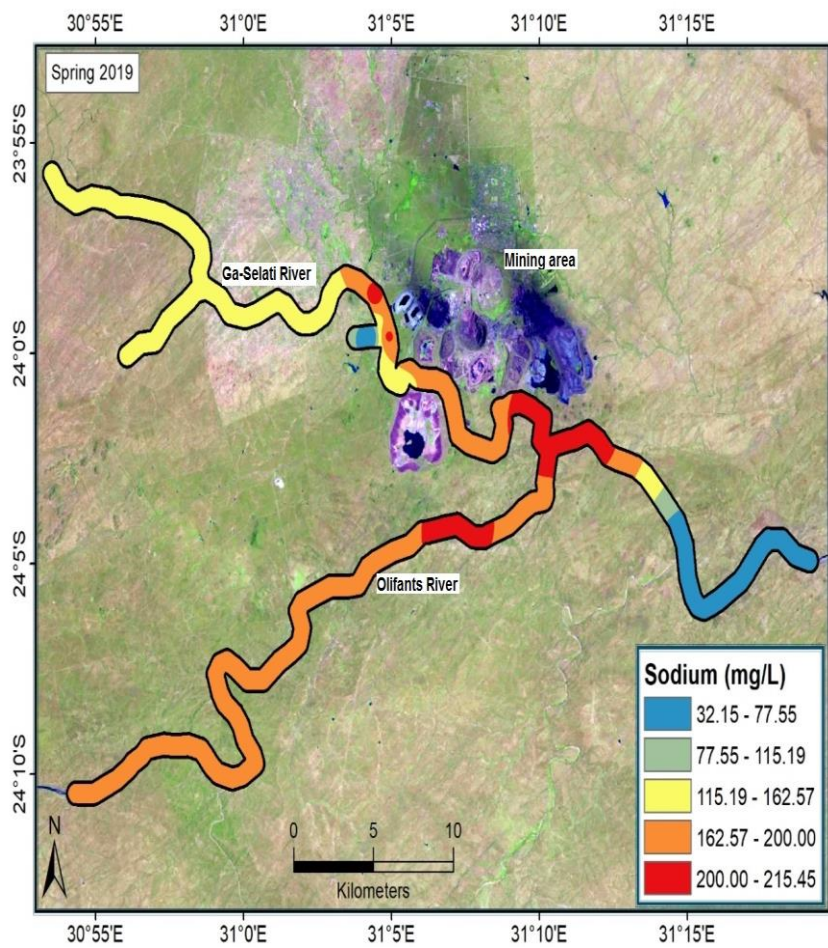 30°55'E 31°0'E 31°5'E 31°10'E 31°15'E
Spring 2019
23°55'S
Ga-Selati River
Mining area
24°0'S
24°5'S
Olifants River
24°10'S
N
0 5 10
Kilometers
Sodium (mg/L)
32.15 - 77.55
77.55 - 115.19
115.19 - 162.57
162.57 - 200.00
200.00 - 215.45
30°55'E 31°0'E 31°5'E 31°10'E 31°15'E